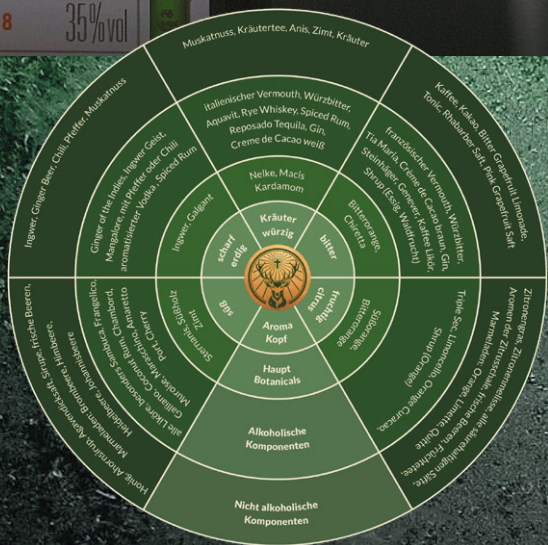 8
35%vol
Muskatnuss, Kräutertee, Anis, Zimt, Kräuter
italienischer Vermouth, Würzbitter,
Aquavit, Rye Whiskey, Spiced Rum,
Reposado Tequila, Gin,
Creme de Cacao weiß
Nelke, Macis
Kardamom
Kräuter
würzig
Kaffee, Kakao, Bitter Grapefruit Limonade,
Tonic, Rhabarber Saft, Pink Grapefruit Saft
französischer Vermouth, Würzbitter,
Tia Maria, Crème de Cacao braun, Gin,
Steinhäger, Genever, Kaffee Likör,
Shrup (Essig, Waldfrucht)
Bitterorange,
Chiretta
bitter
Zitronengras, Zitronenmelisse, alle säurehaltigen Säfte,
Aromen der Zitrusschale, frische Beeren, Früchtetee,
Marmeladen: Orange, Limette, Quitte
Triple Sec, Limoncello, Orange Curacao,
Shrup (Orange)
Süßorange,
Bitterorange
fruchtig
citrus
Aroma
Kopf
Haupt
Botanicals
Alkoholische
Komponenten
Nicht alkoholische
Komponenten
Honig, Ahornsirup, Agavendicksaft, Sirupe, frische Beeren,
Marmeladen: Brombeere, Himbeere,
Heidelbeere, Johannisbeere
alle Liköre besonders Sambuca, Frangelico,
Galliano, Coconut Rum, Chambord,
Maraschino, Amaretto
Port, Cherry
Sternanis, Süßholz
Zimt
süß
Ingwer, Ginger Beer, Chili, Pfeffer, Muskatnuss
Ginger of the Indies, Ingwer Geist,
Mangalore, mit Pfeffer oder Chili
aromatisierter Vodka, Spiced Rum
Ingwer, Galgant
scharf
erdig